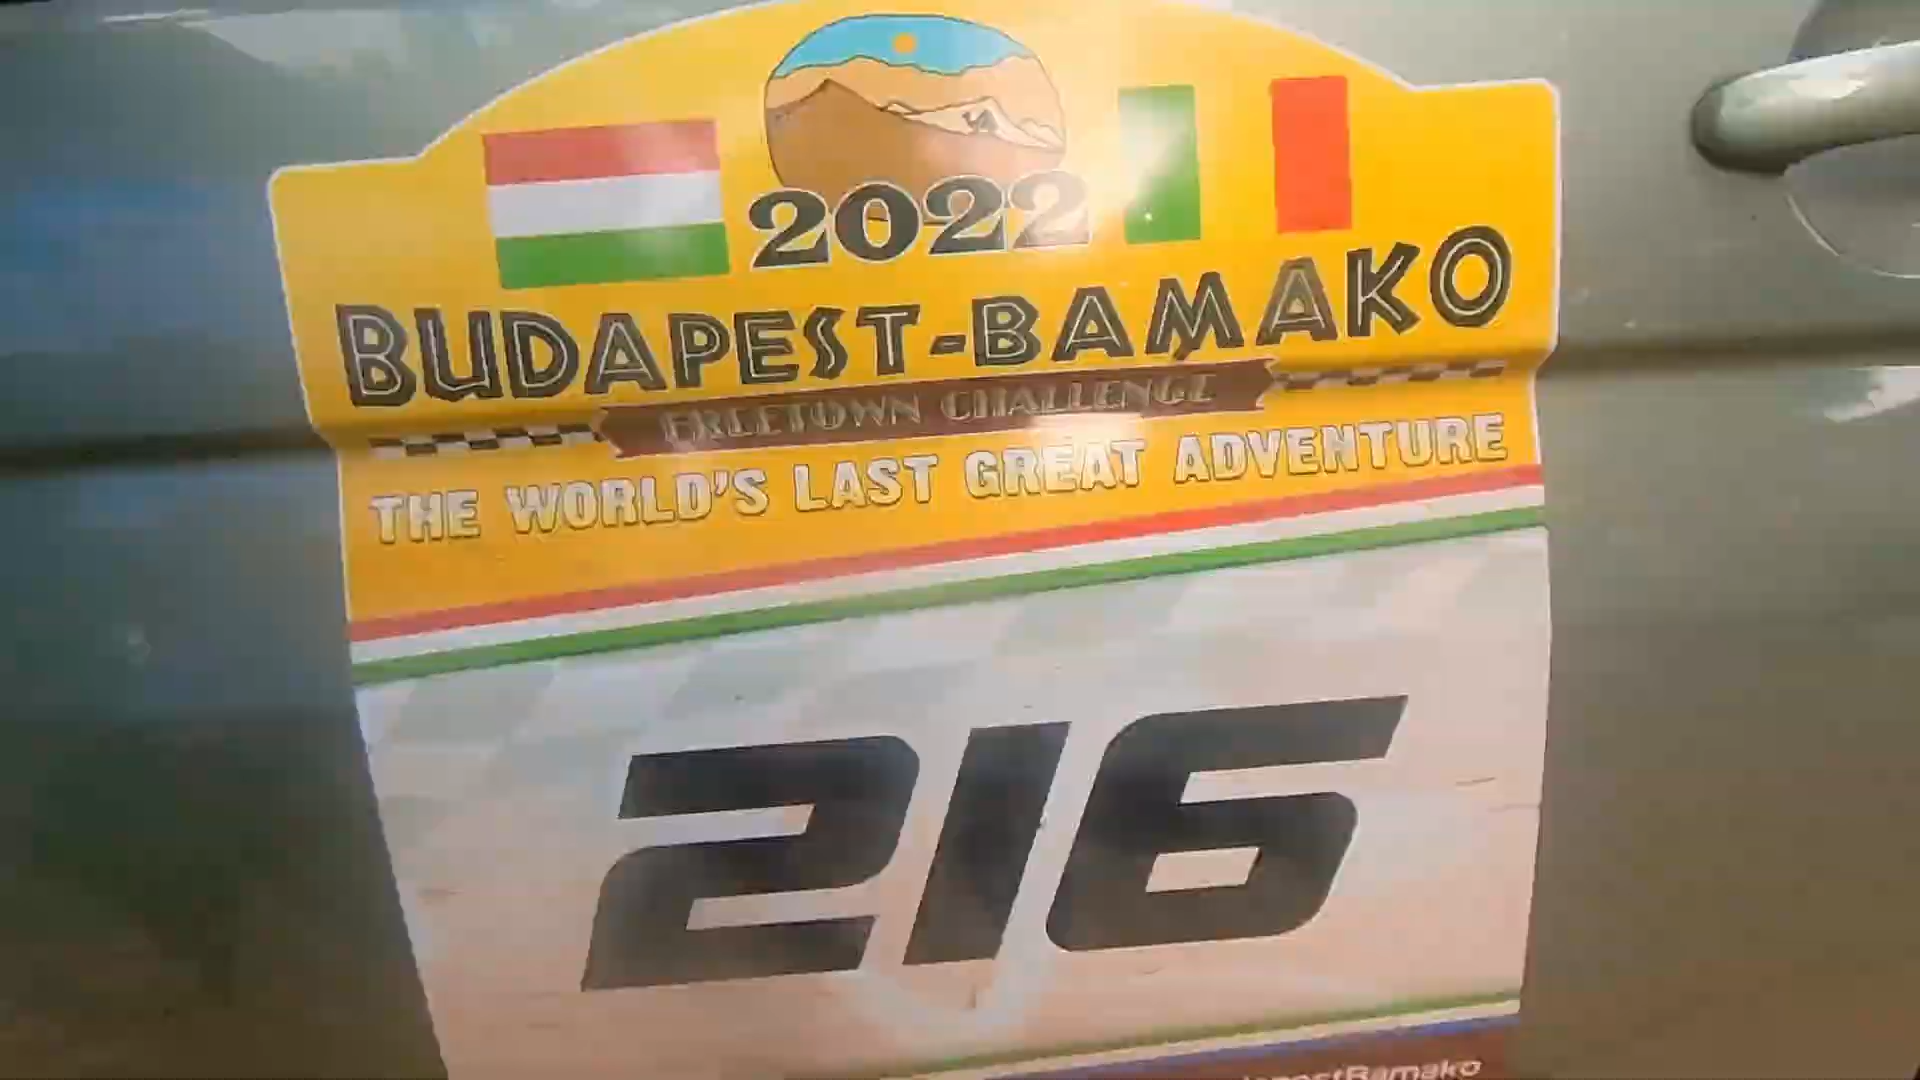 2022
BUDAPEST-BAMAKO
FREETOWN CHALLENGE
THE WORLD'S LAST GREAT ADVENTURE
216